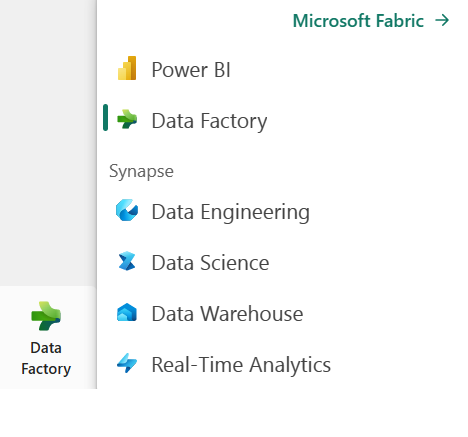 Microsoft Fabric →
Power BI
Data Factory
Synapse
Data Engineering
Data Science
Data Warehouse
Real-Time Analytics
Data
Factory